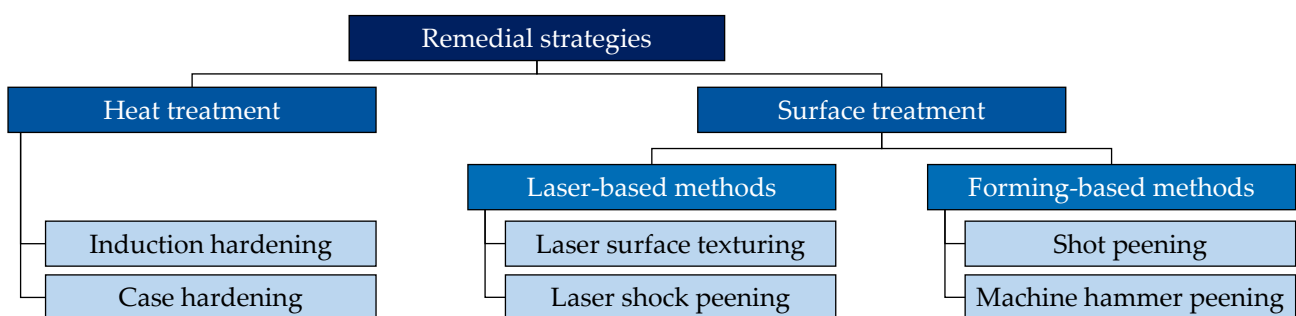 Remedial strategies
Heat treatment
Surface treatment
Laser-based methods
Forming-based methods
Induction hardening
Laser surface texturing
Shot peening
Case hardening
Laser shock peening
Machine hammer peening